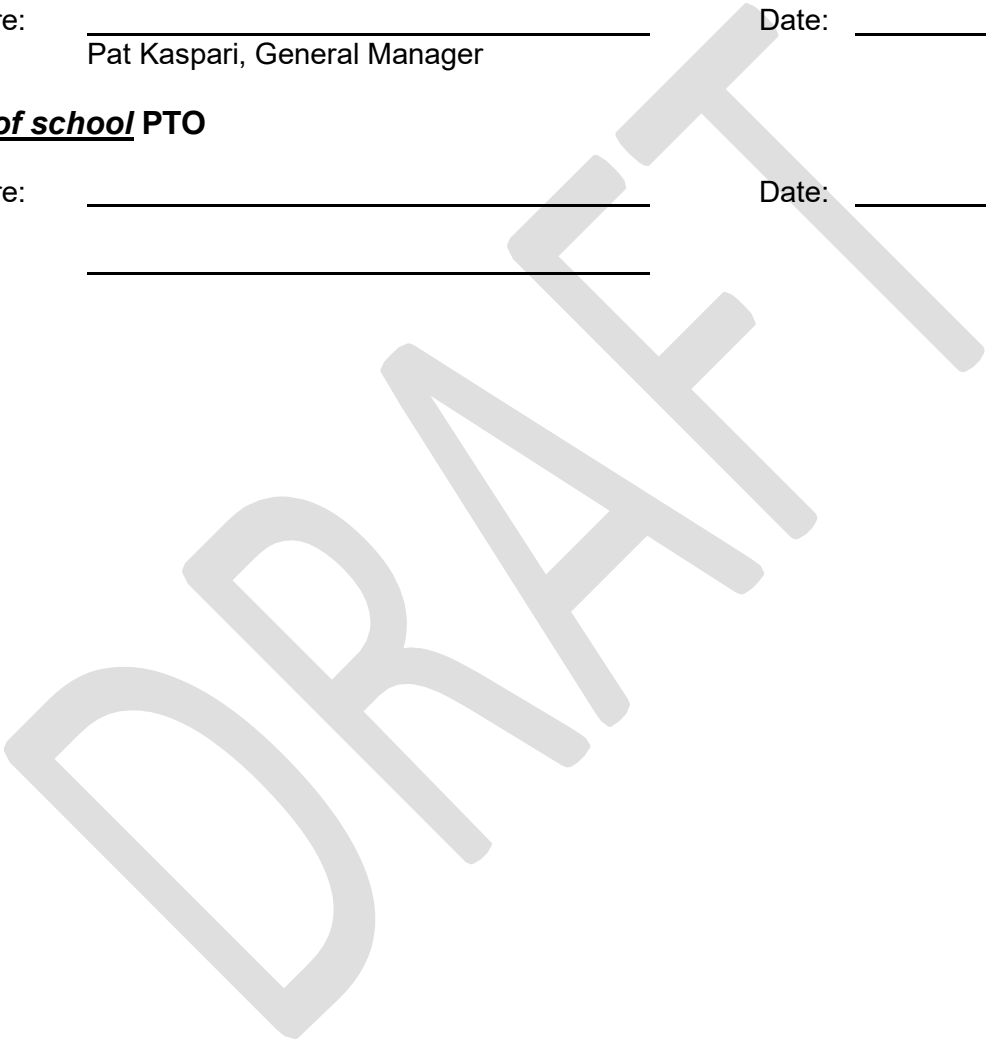 re: Date:
Pat Kaspari, General Manager
of school PTO
re: Date:
DRAFT